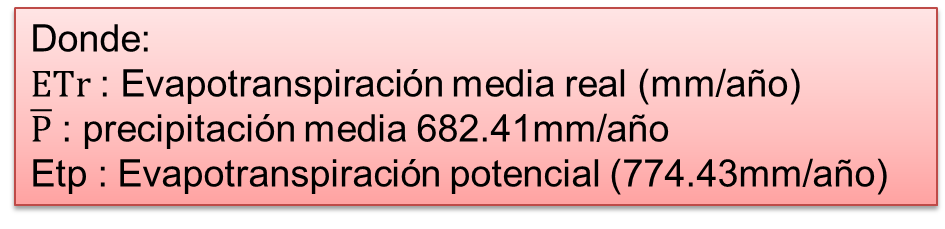 Donde:
ETr : Evapotranspiración media real (mm/año)
P̅ : precipitación media 682.41mm/año
Etp : Evapotranspiración potencial (774.43mm/año)